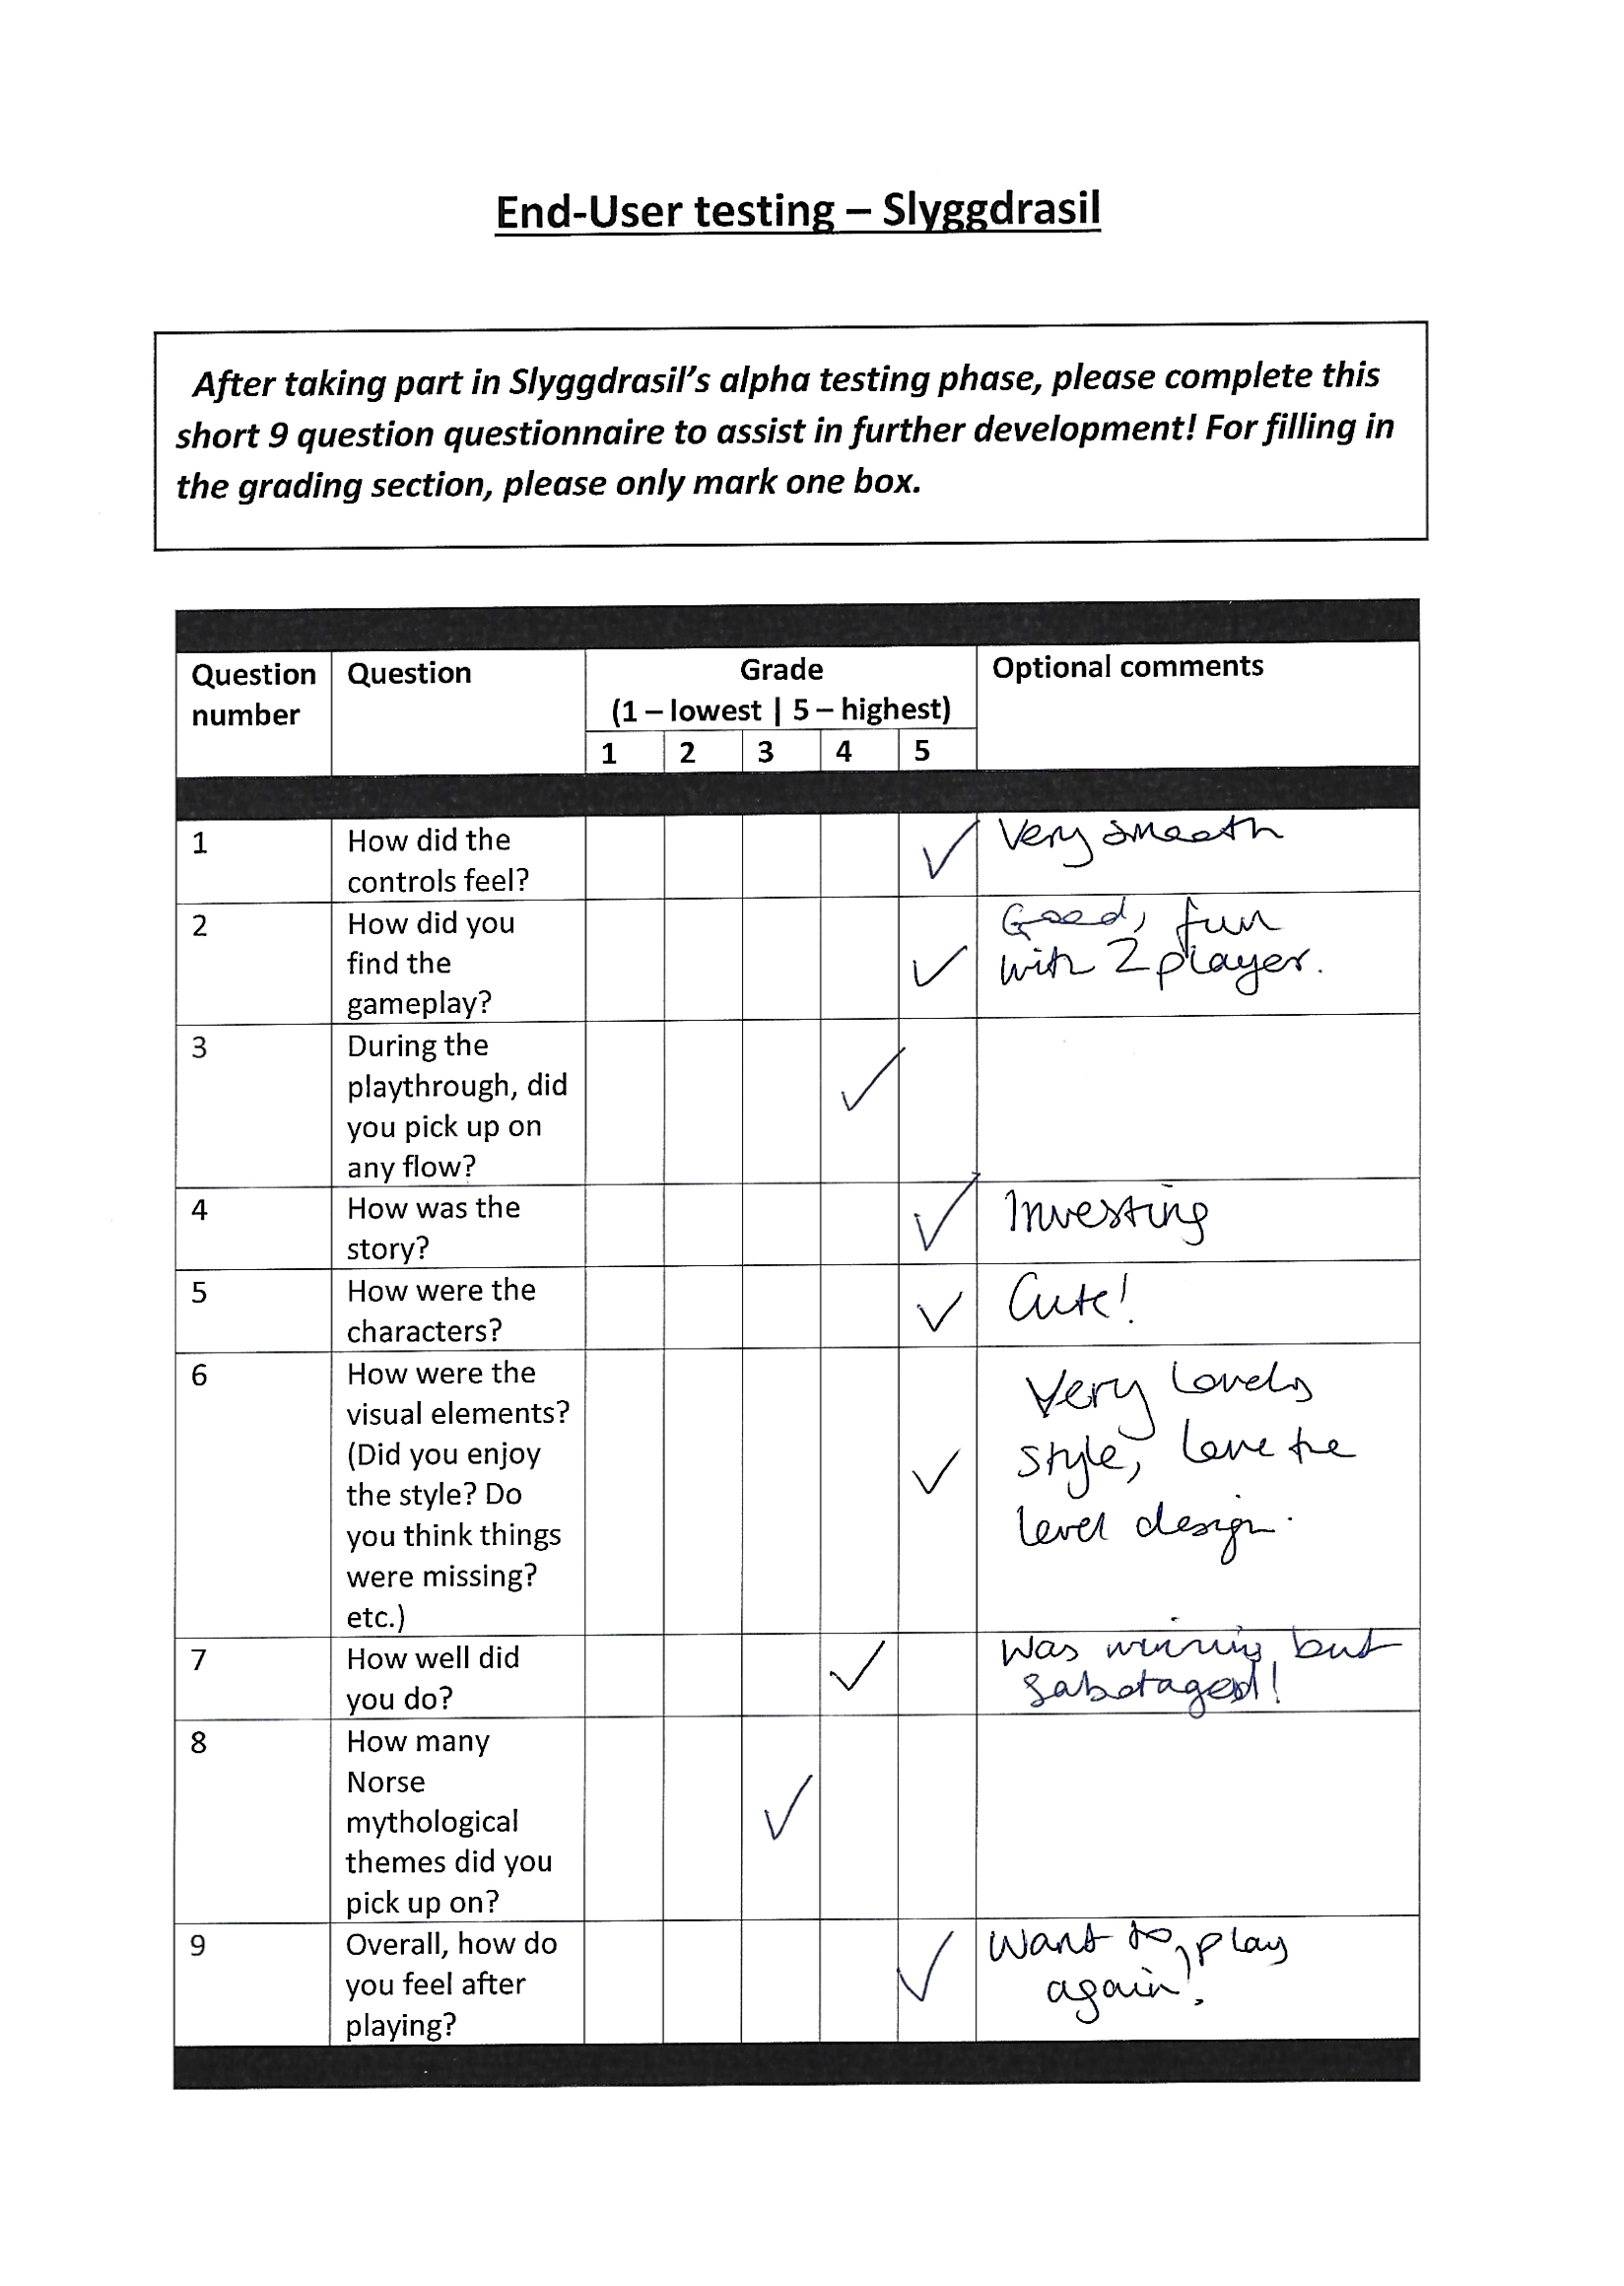 End-User testing – Slyggdrasil
After taking part in Slyggdrasil's alpha testing phase, please complete this
short 9 question questionnaire to assist in further development! For filling in
the grading section, please only mark one box.
Question number
Question
Grade
(1 – lowest | 5 – highest)
Optional comments
1 2 3 4 5
1
How did the
controls feel?
✓
Very smooth
2
How did you
find the
gameplay?
✓
Good, fun
with 2 player.
3
During the
playthrough, did
you pick up on
any flow?
✓
4
How was the
story?
✓
Investing
5
How were the
characters?
✓
Cute!
6
How were the
visual elements?
(Did you enjoy
the style? Do
you think things
were missing?
etc.)
✓
Very lovely
style, love the
level design.
7
How well did
you do?
✓
Was winning, but
sabotaged!
8
How many
Norse
mythological
themes did you
pick up on?
✓
9
Overall, how do
you feel after
playing?
✓
Want to play
again!